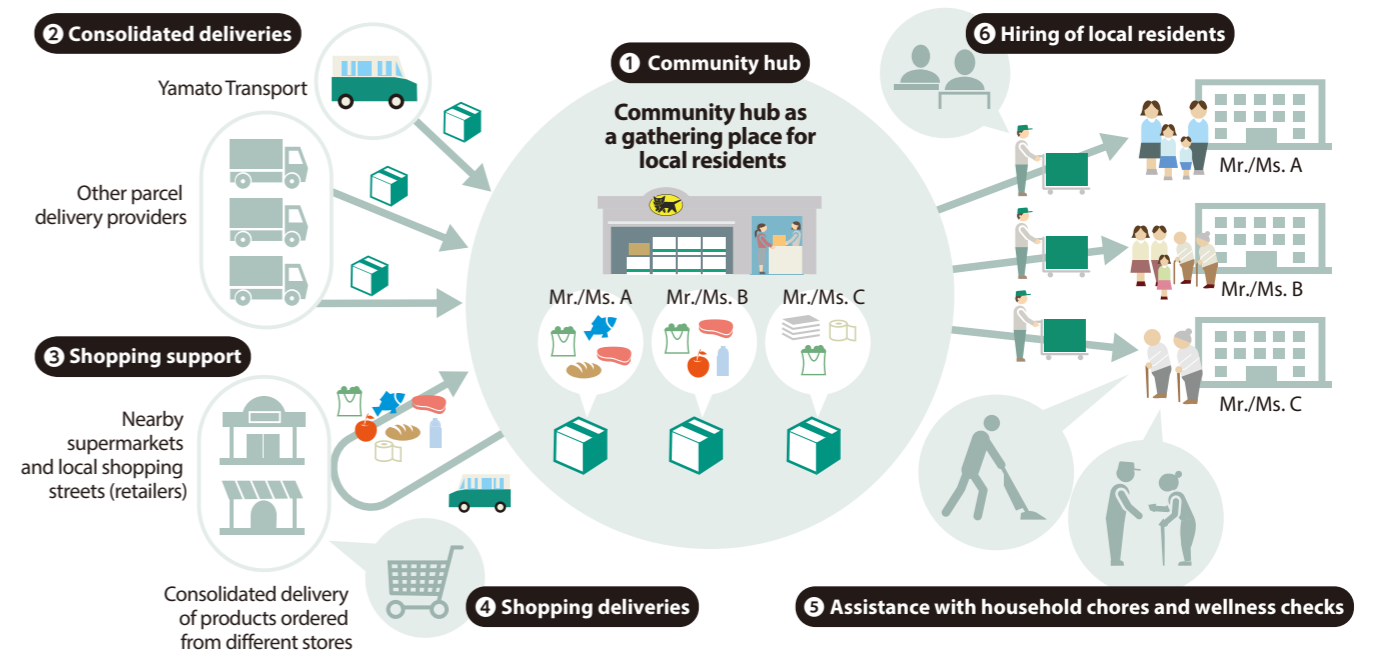 ❷ Consolidated deliveries
Yamato Transport
Other parcel
delivery providers
❸ Shopping support
Nearby
supermarkets
and local shopping
streets (retailers)
Consolidated delivery
of products ordered
from different stores
❹ Shopping deliveries
❶ Community hub
Community hub as
a gathering place for
local residents
Mr./Ms. A
Mr./Ms. B
Mr./Ms. C
❻ Hiring of local residents
Mr./Ms. A
Mr./Ms. B
Mr./Ms. C
❺ Assistance with household chores and wellness checks